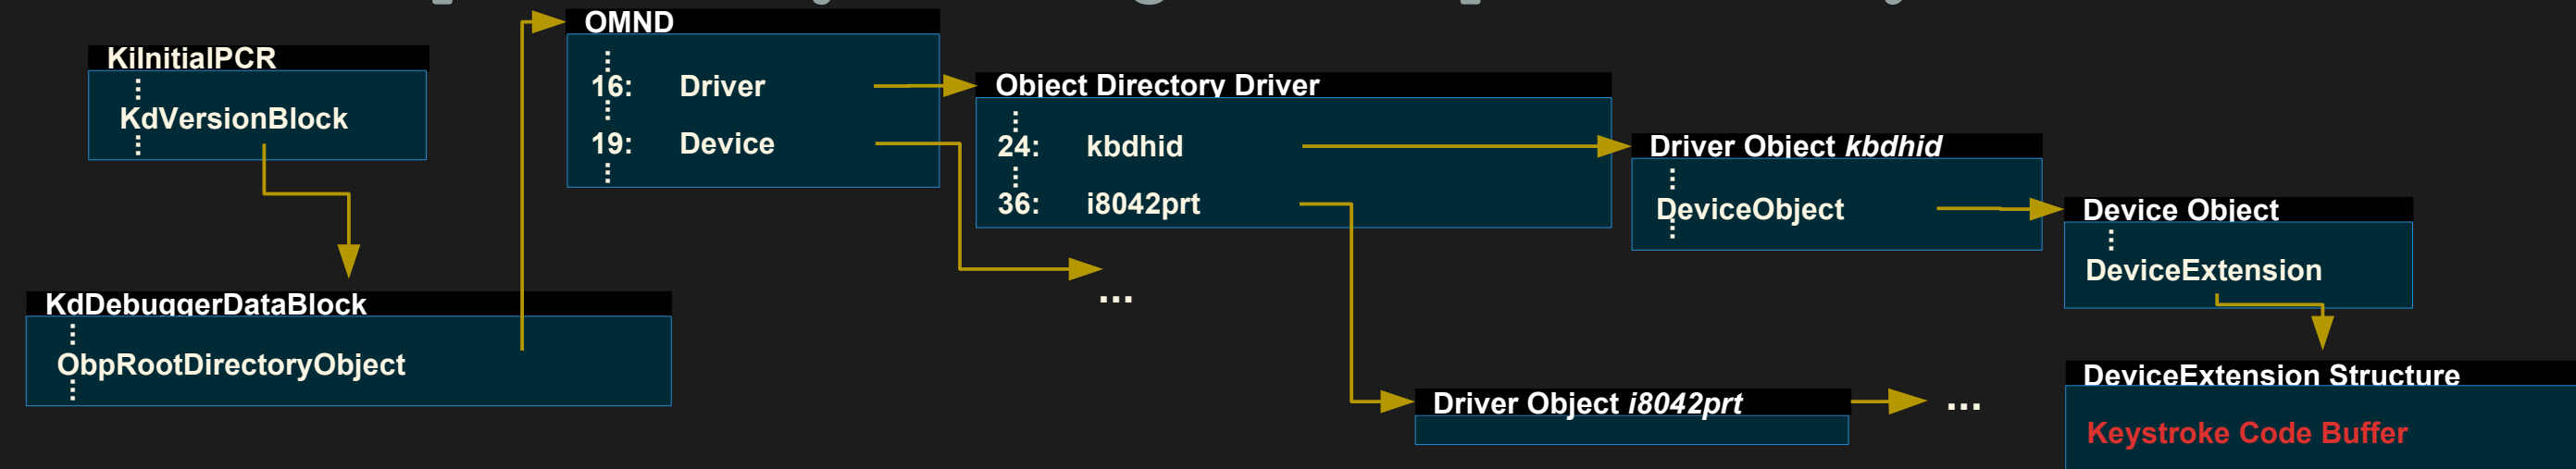 KiInitialPCR
KdVersionBlock
KdDebuggerDataBlock
ObpRootDirectoryObject
OMND
16: Driver
19: Device
Object Directory Driver
24: kbdhid
36: i8042prt
...
Driver Object kbdhid
DeviceObject
Driver Object i8042prt
...
Device Object
DeviceExtension
DeviceExtension Structure
Keystroke Code Buffer